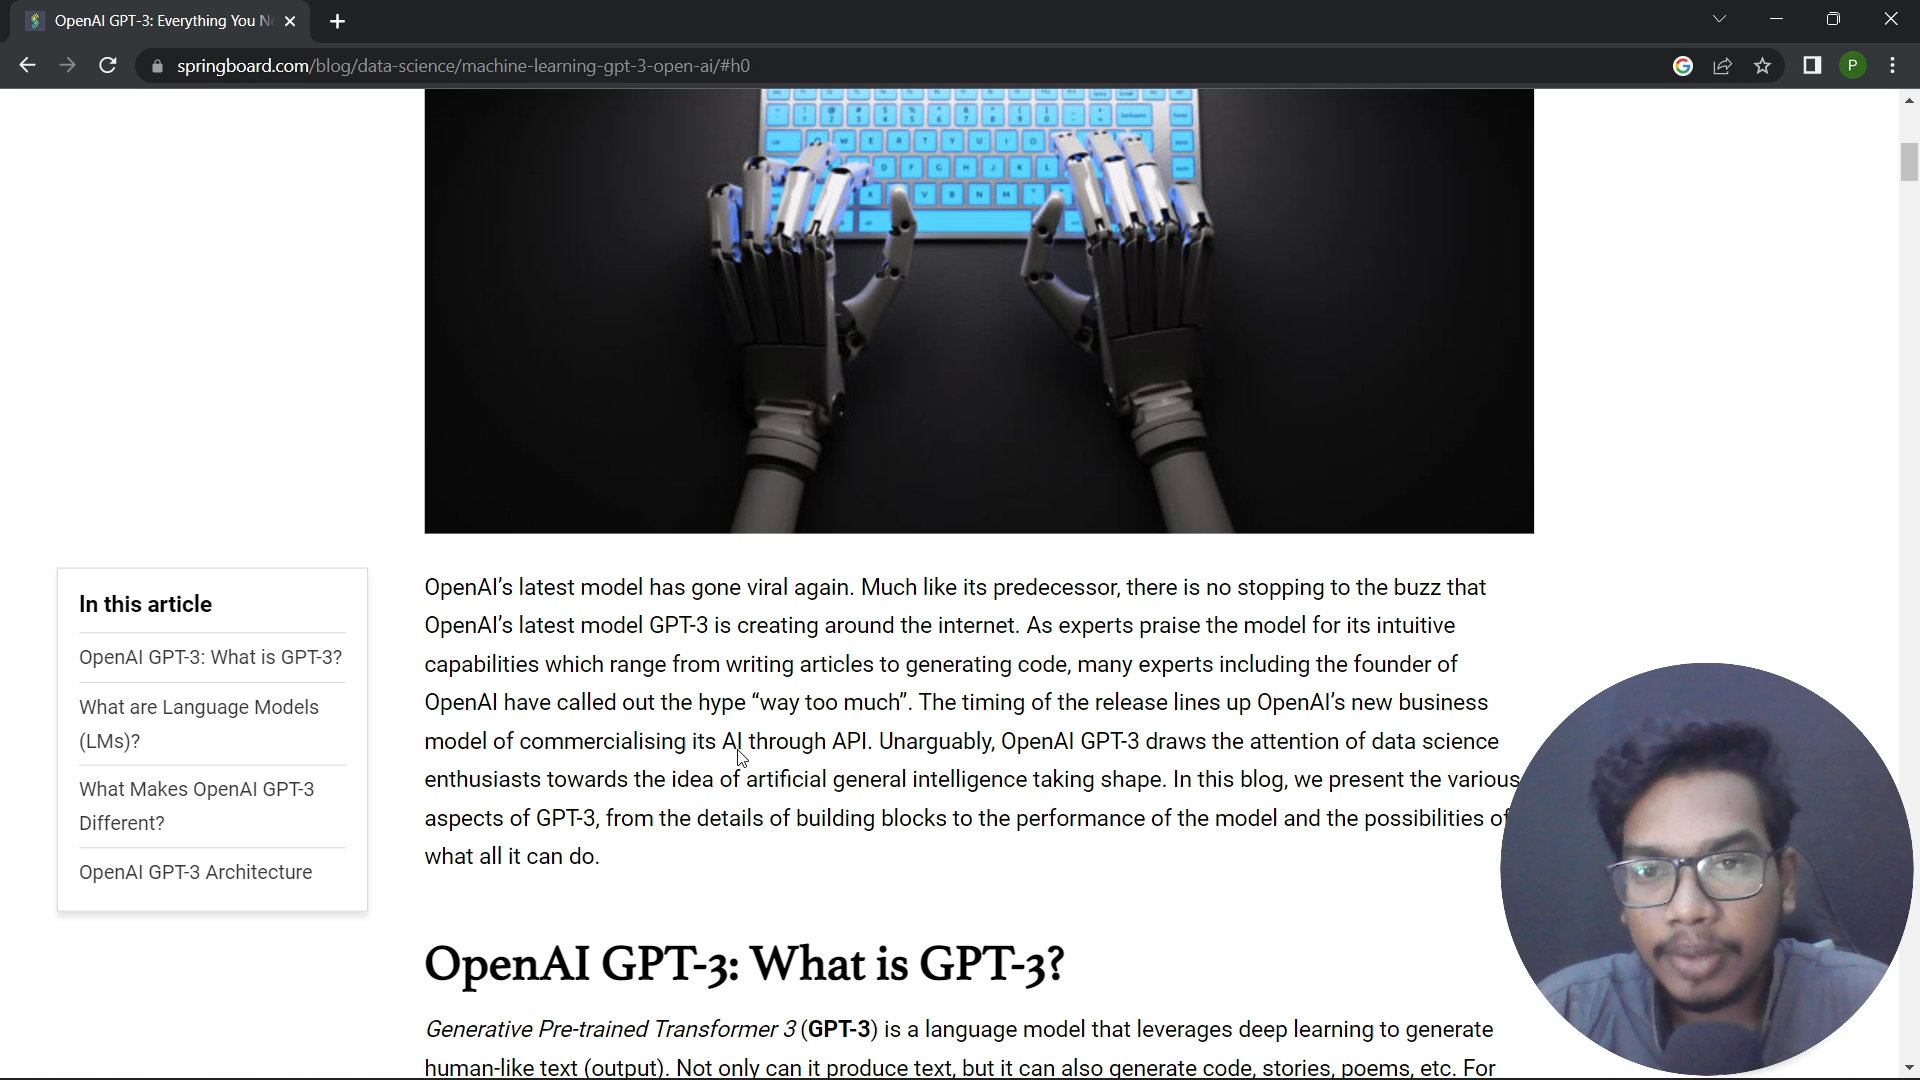 OpenAI GPT-3: Everything You N
springboard.com/blog/data-science/machine-learning-gpt-3-open-ai/#h0
P
In this article
OpenAI GPT-3: What is GPT-3?
What are Language Models
(LMs)?
What Makes OpenAI GPT-3
Different?
OpenAI GPT-3 Architecture
OpenAI’s latest model has gone viral again. Much like its predecessor, there is no stopping to the buzz that
OpenAI’s latest model GPT-3 is creating around the internet. As experts praise the model for its intuitive
capabilities which range from writing articles to generating code, many experts including the founder of
OpenAI have called out the hype “way too much”. The timing of the release lines up OpenAI’s new business
model of commercialising its AI through API. Unarguably, OpenAI GPT-3 draws the attention of data science
enthusiasts towards the idea of artificial general intelligence taking shape. In this blog, we present the various
aspects of GPT-3, from the details of building blocks to the performance of the model and the possibilities of
what all it can do.
OpenAI GPT-3: What is GPT-3?
Generative Pre-trained Transformer 3 (GPT-3) is a language model that leverages deep learning to generate
human-like text (output). Not only can it produce text, but it can also generate code, stories, poems, etc. For